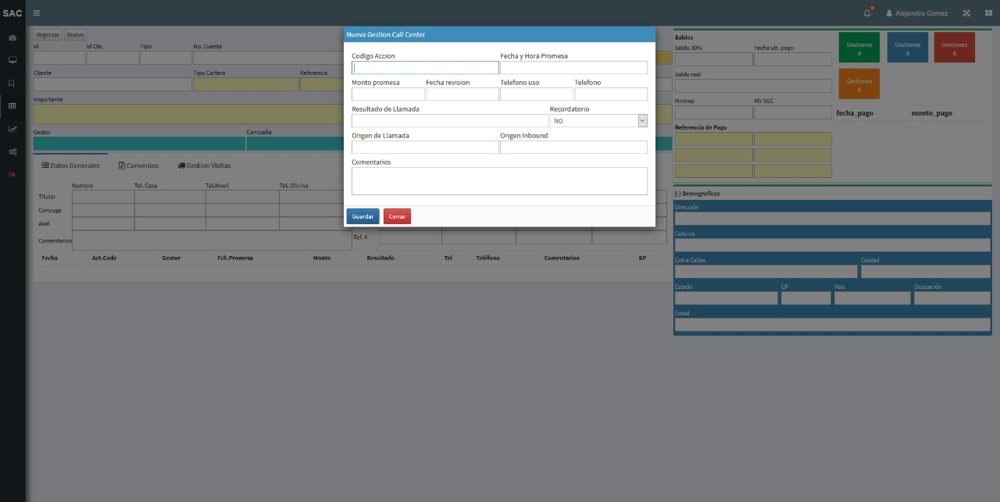 SAC
8 Alejandro Gomez
Regresar Nuevo
id id Cte. Tipo No. Cuenta
Cliente Tipo Cartera Referencia
Importante
Gestor Campaña
Datos Generales Convenios Gestion Visitas
Nombre Tel. Casa Tel.Movil Tel. Oficina
Titular
Conyuge
Aval
Comentarios Ref. 4
Fecha Act.Code Gestor Fch.Promesa Monto Resultado Tel Teléfono Comentarios KP
Nueva Gestion Call Center
Codigo Accion Fecha y Hora Promesa
Monto promesa Fecha revision Telefono uso Telefono
Resultado de Llamada Recordatorio
NO
Origen de Llamada Origen Inbound
Comentarios
Guardar Cerrar
Saldos
Saldo 30% Fecha ult. pago
Saldo real
Minimo MV SGC
Referencia de Pago
Gestiones
0
Gestiones
0
Gestiones
0
Gestiones
0
fecha_pago monto_pago
(-) Demograficos
Dirección
Colonia
Entre Calles Ciudad
Estado CP Pais Ocupación
Email